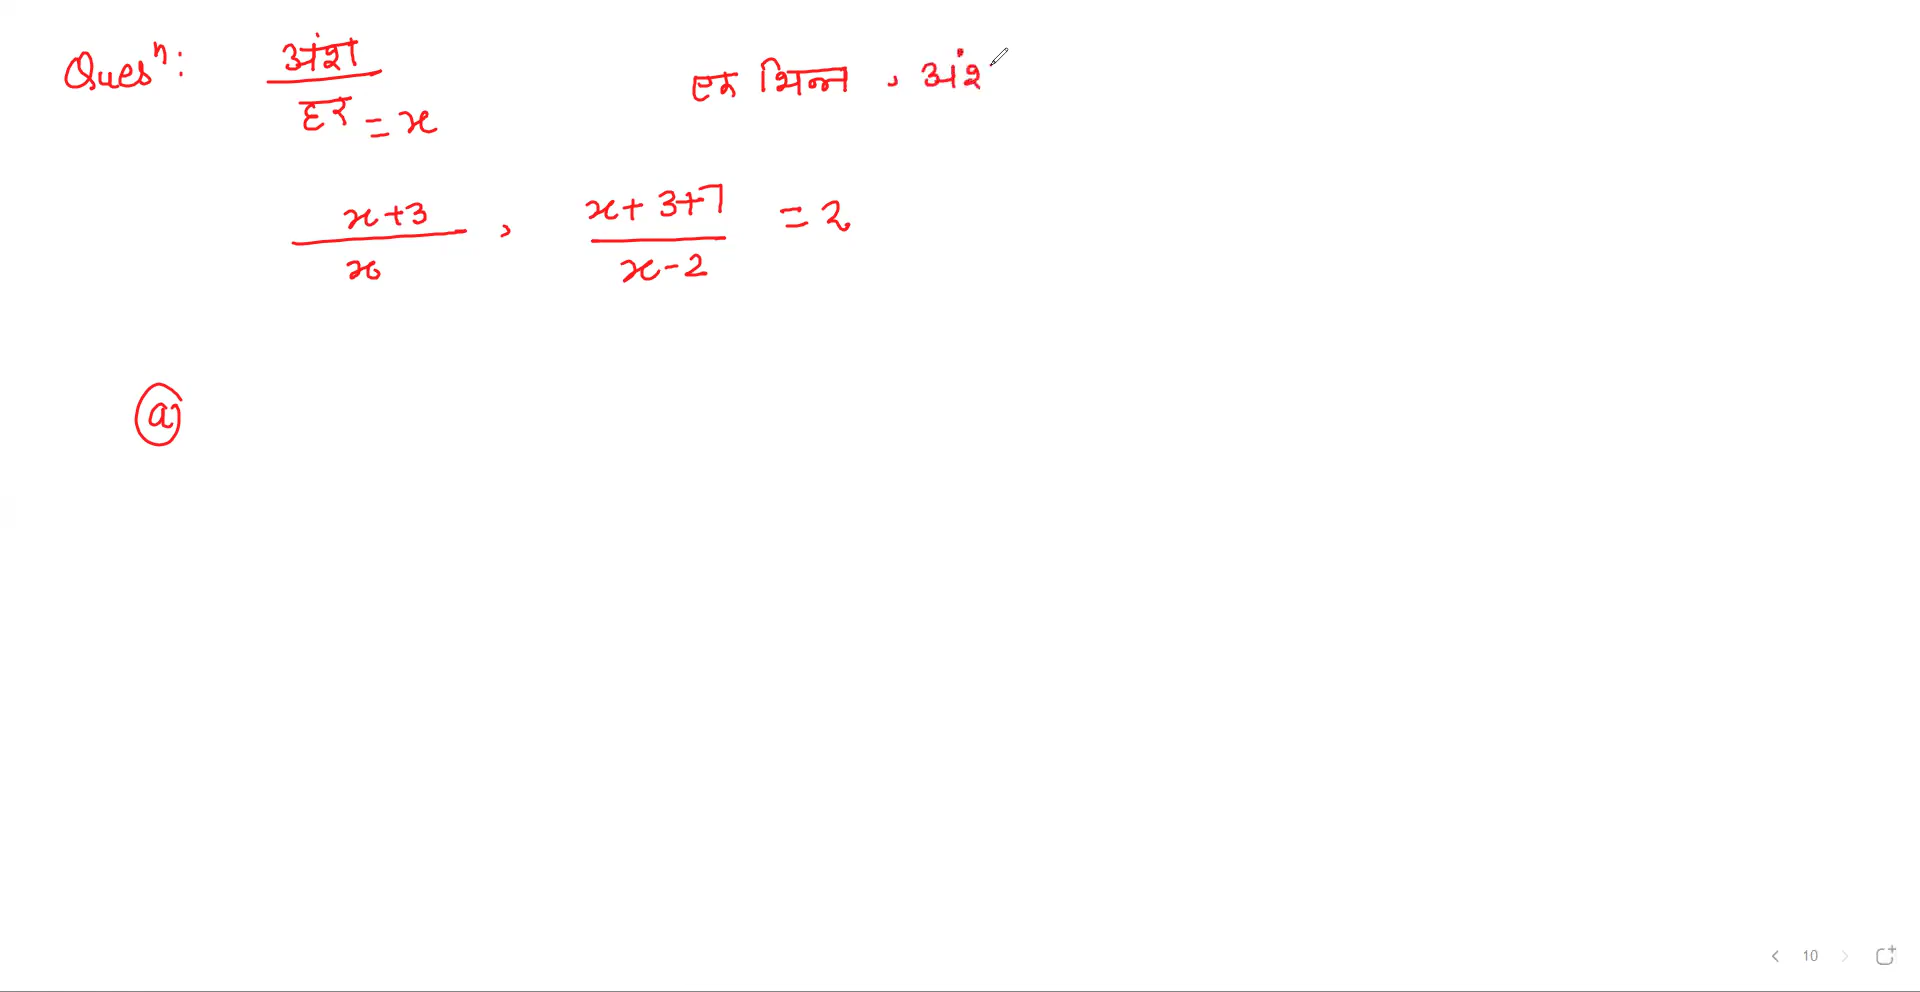 Quesⁿ: अंश/हर = x एक भिन्न , अंश
(x+3)/x , (x+3+7)/(x-2) = 2
ⓐ
10